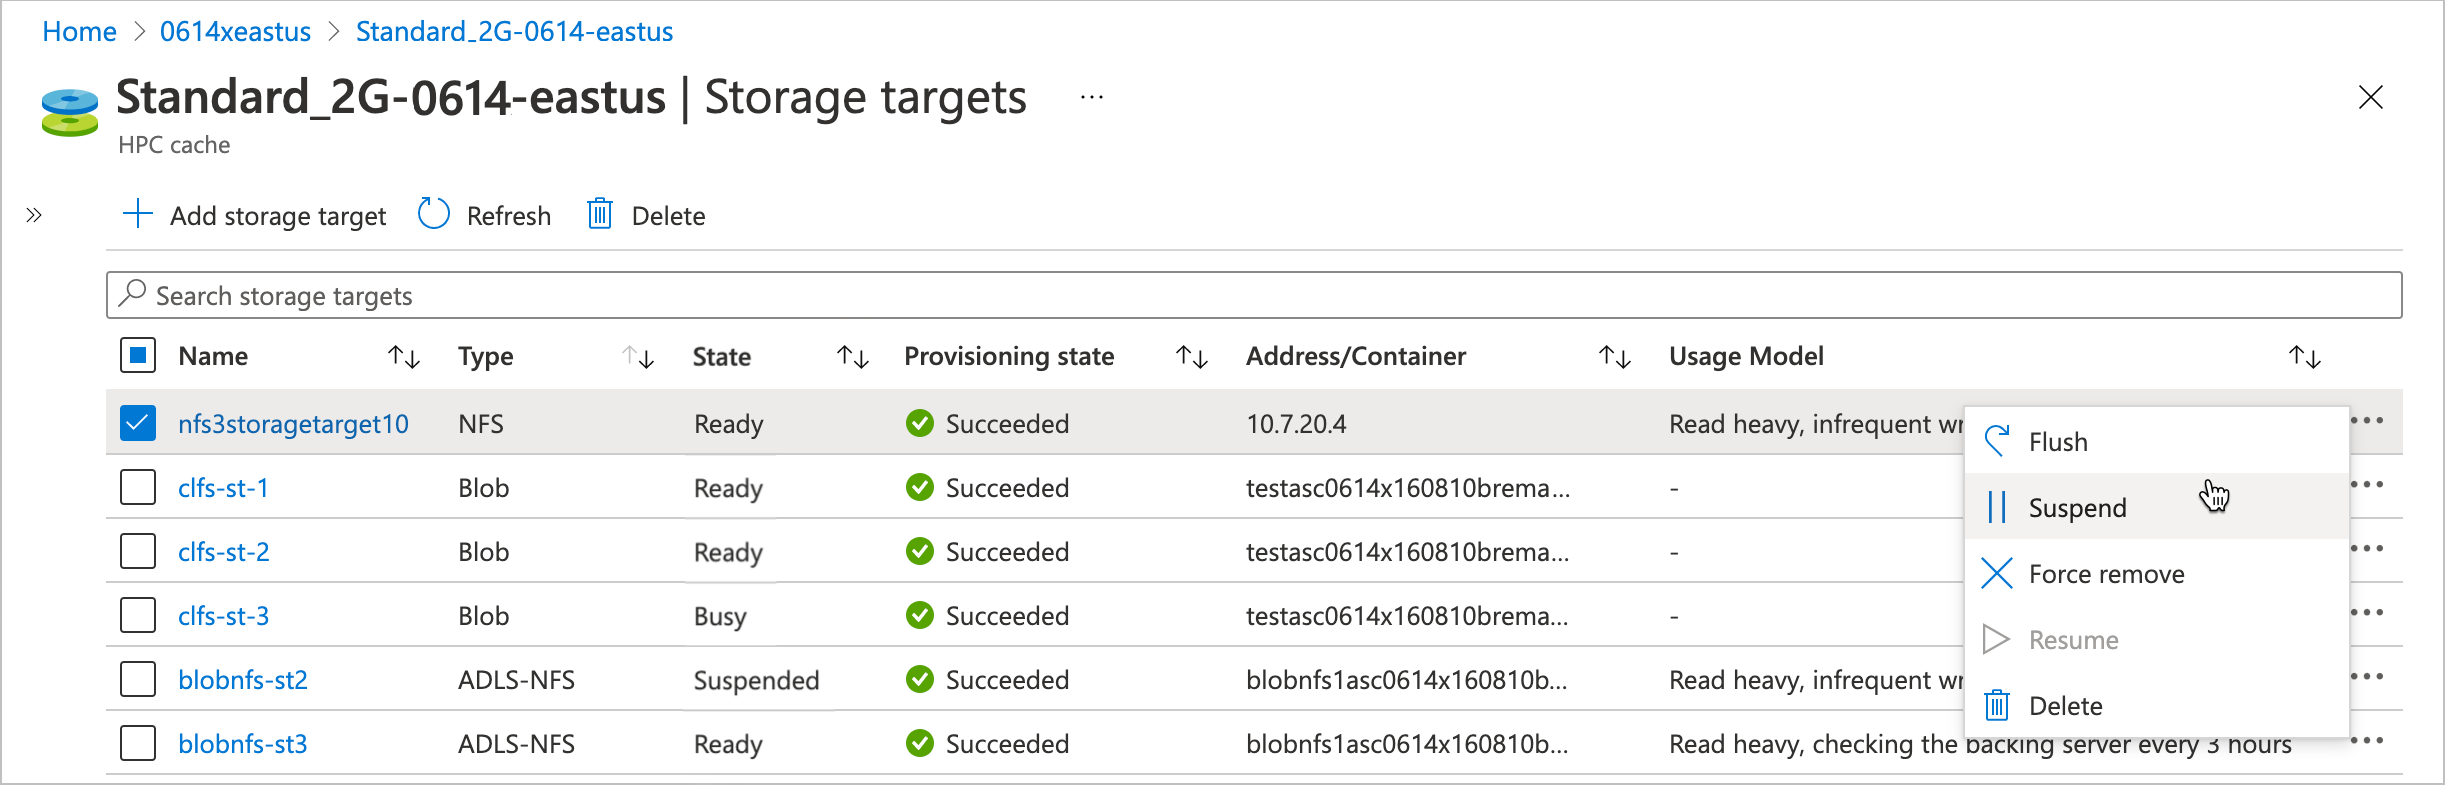 Home > 0614xeastus > Standard_2G-0614-eastus
Standard_2G-0614-eastus | Storage targets ...
HPC cache
» Add storage target Refresh Delete
Search storage targets
Name Type State Provisioning state Address/Container Usage Model
nfs3storagetarget10 NFS Ready Succeeded 10.7.20.4 Read heavy, infrequent wr
clfs-st-1 Blob Ready Succeeded testasc0614x160810brema... -
clfs-st-2 Blob Ready Succeeded testasc0614x160810brema... -
clfs-st-3 Blob Busy Succeeded testasc0614x160810brema... -
blobnfs-st2 ADLS-NFS Suspended Succeeded blobnfs1asc0614x160810b... Read heavy, infrequent wr
blobnfs-st3 ADLS-NFS Ready Succeeded blobnfs1asc0614x160810b... Read heavy, checking the backing server every 3 hours
Flush
Suspend
Force remove
Resume
Delete